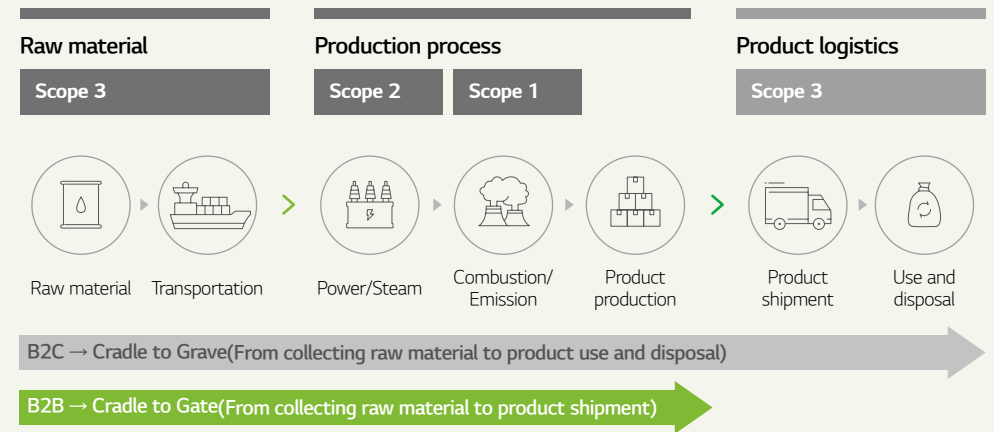 Raw material
Production process
Product logistics
Scope 3
Scope 2
Scope 1
Scope 3
Raw material
Transportation
Power/Steam
Combustion/
Emission
Product
production
Product
shipment
Use and
disposal
B2C → Cradle to Grave(From collecting raw material to product use and disposal)
B2B → Cradle to Gate(From collecting raw material to product shipment)